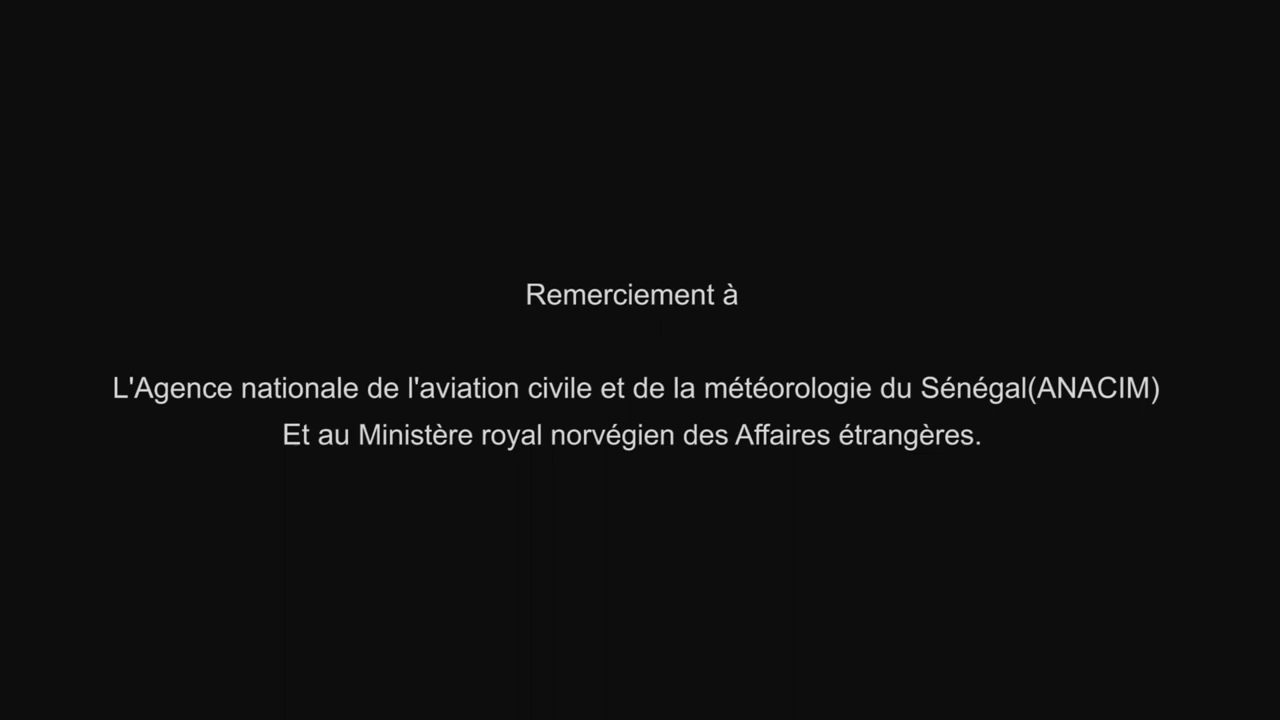 Remerciement à
L'Agence nationale de l'aviation civile et de la météorologie du Sénégal(ANACIM)
Et au Ministère royal norvégien des Affaires étrangères.